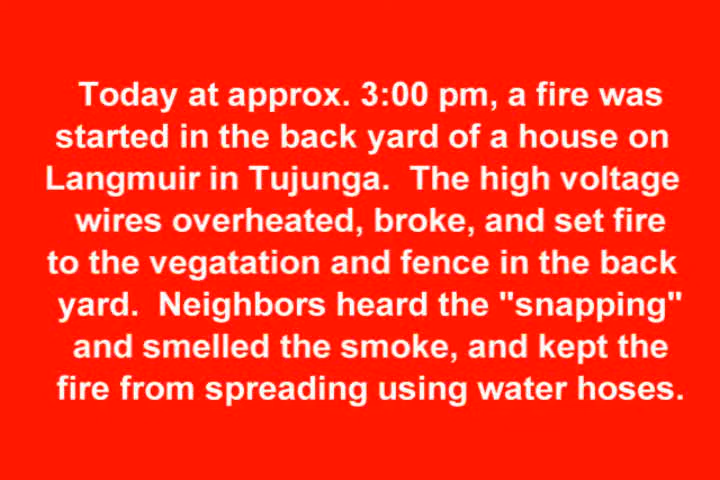 Today at approx. 3:00 pm, a fire was
started in the back yard of a house on
Langmuir in Tujunga.  The high voltage
wires overheated, broke, and set fire
to the vegatation and fence in the back
yard.  Neighbors heard the "snapping"
and smelled the smoke, and kept the
fire from spreading using water hoses.